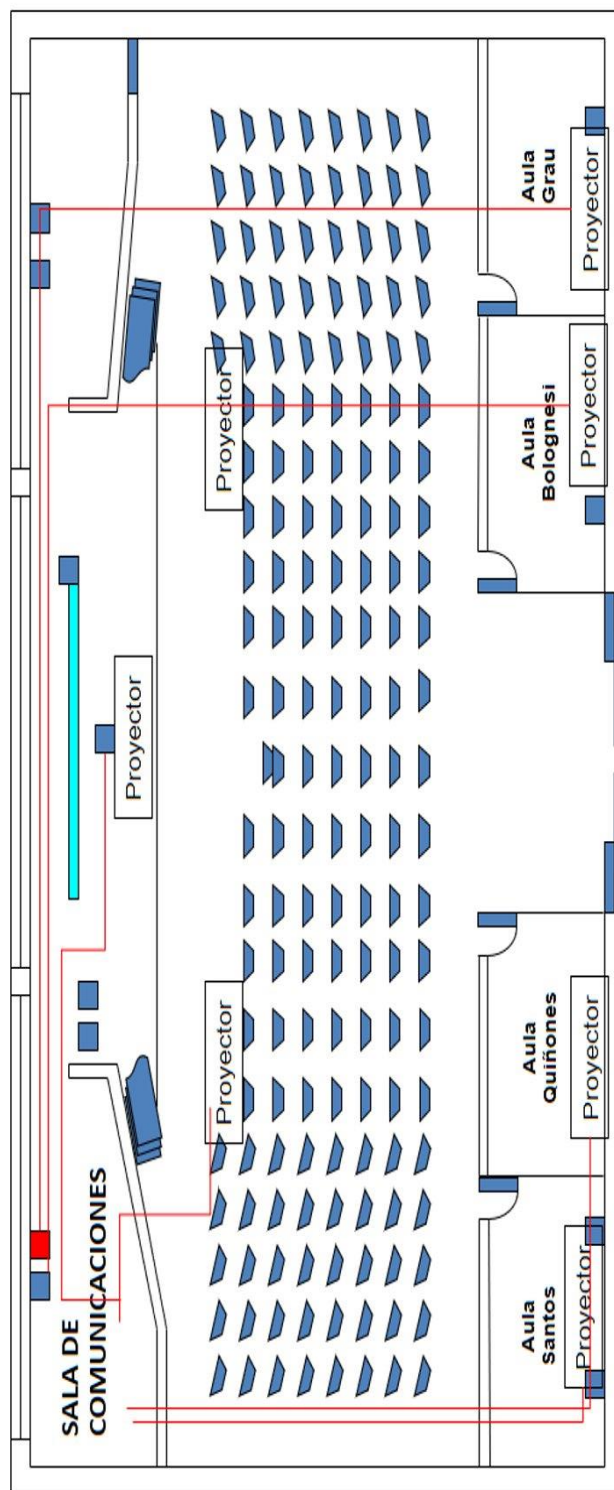 SALA DE
COMUNICACIONES
Proyector
Proyector
Proyector
Aula
Santos
Proyector
Aula
Quiñones
Proyector
Aula
Bolognesi
Proyector
Aula
Grau
Proyector